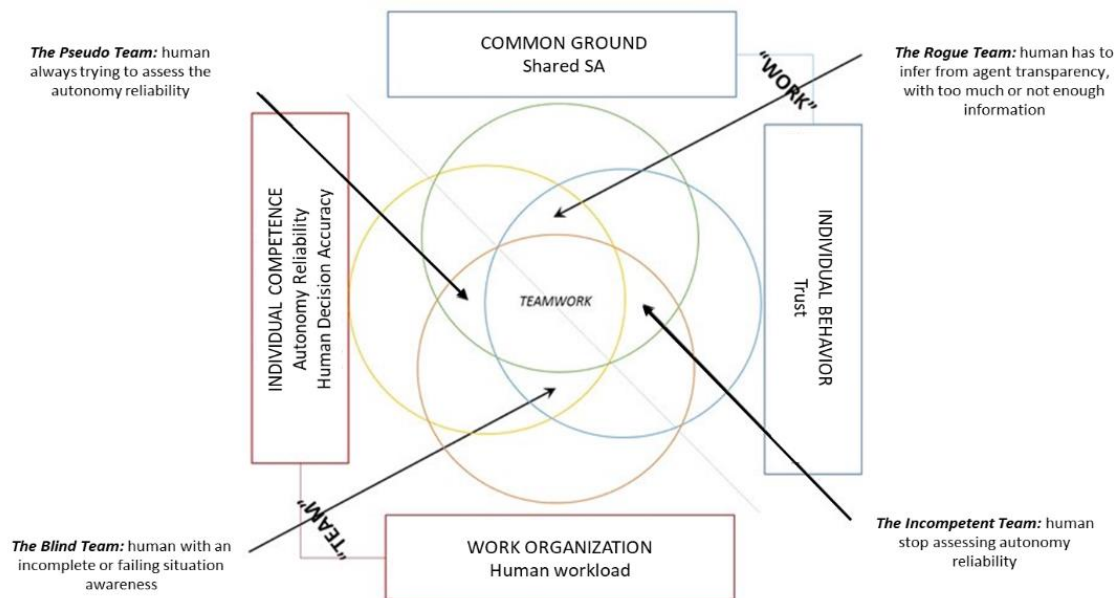 COMMON GROUND
Shared SA
The Pseudo Team: human
always trying to assess the
autonomy reliability
The Rogue Team: human has to
infer from agent transparency,
with too much or not enough
information
“WORK”
INDIVIDUAL COMPETENCE
Autonomy Reliability
Human Decision Accuracy
TEAMWORK
INDIVIDUAL BEHAVIOR
Trust
“TEAM”
The Blind Team: human with an
incomplete or failing situation
awareness
WORK ORGANIZATION
Human workload
The Incompetent Team: human
stop assessing autonomy
reliability